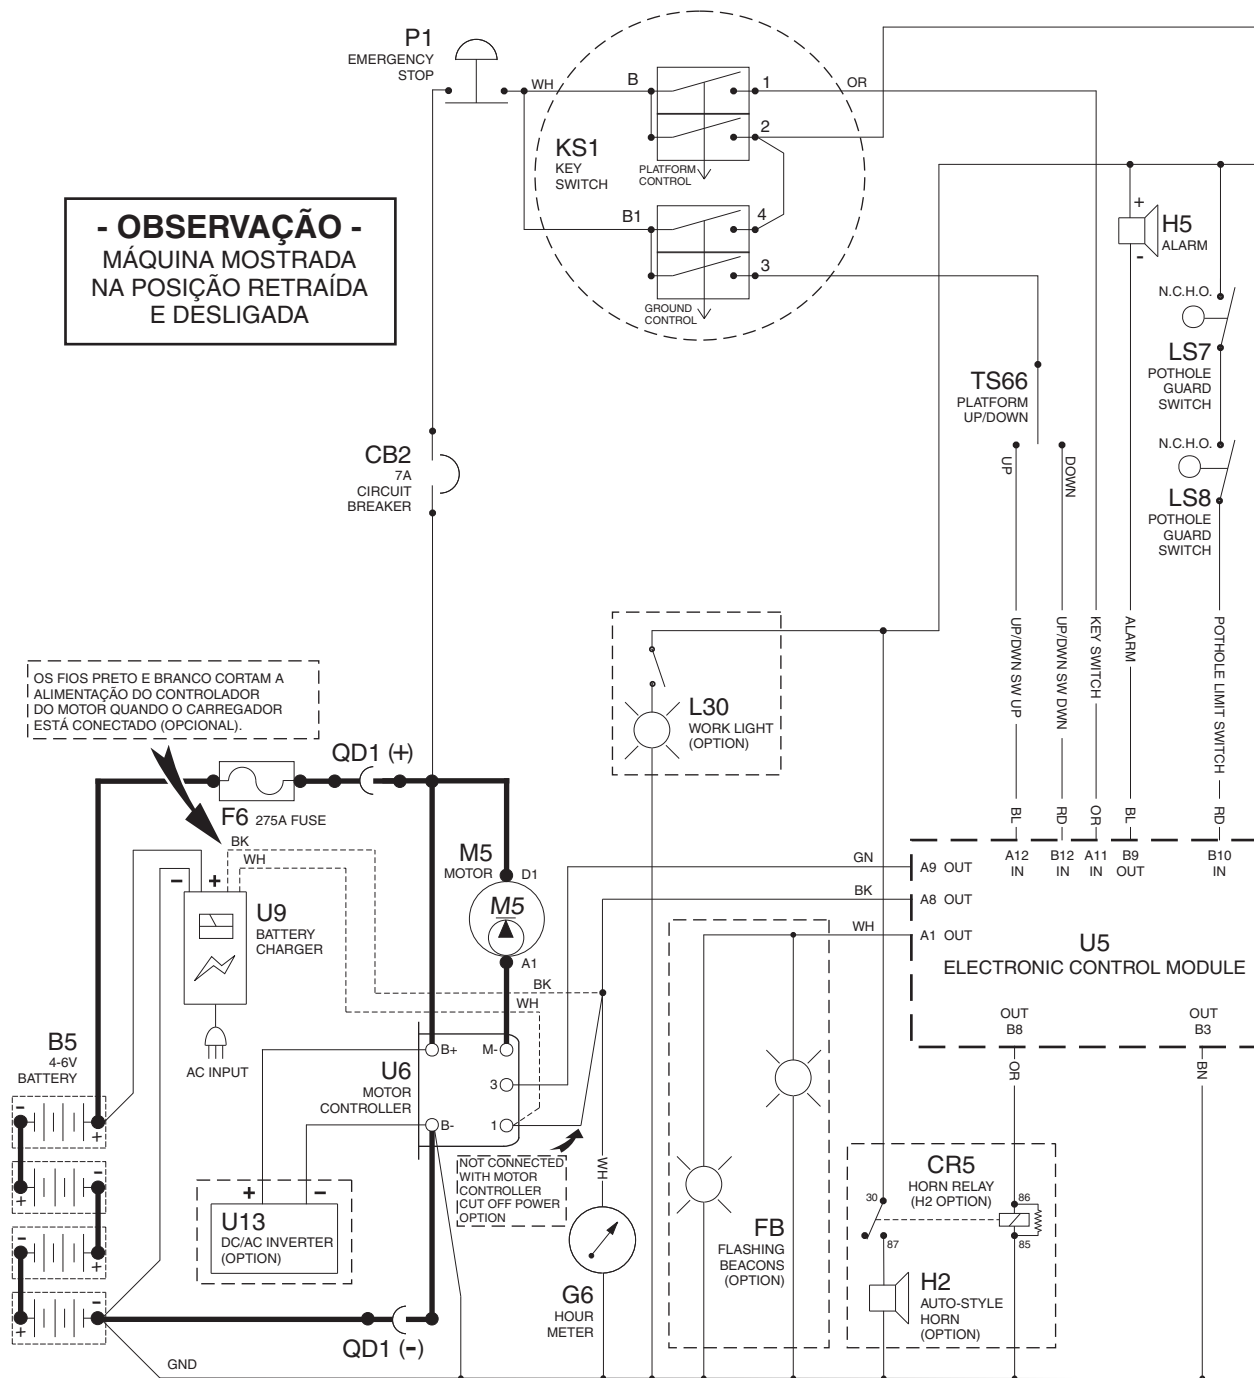 P1
EMERGENCY
STOP
WH
B
1
OR
2
KS1
KEY
SWITCH
PLATFORM
CONTROL
B1
4
3
GROUND
CONTROL
- OBSERVAÇÃO -
MÁQUINA MOSTRADA
NA POSIÇÃO RETRAÍDA
E DESLIGADA
+
H5
ALARM
-
N.C.H.O.
LS7
POTHOLE
GUARD
SWITCH
TS66
PLATFORM
UP/DOWN
UP
DOWN
N.C.H.O.
LS8
POTHOLE
GUARD
SWITCH
CB2
7A
CIRCUIT
BREAKER
UP/DWN SW UP
UP/DWN SW DWN
KEY SWITCH
ALARM
POTHOLE LIMIT SWITCH
BL
RD
OR
BL
RD
L30
WORK LIGHT
(OPTION)
OS FIOS PRETO E BRANCO CORTAM A
ALIMENTAÇÃO DO CONTROLADOR
DO MOTOR QUANDO O CARREGADOR
ESTÁ CONECTADO (OPCIONAL).
QD1 (+)
F6 275A FUSE
BK
WH
- +
U9
BATTERY
CHARGER
AC INPUT
M5
MOTOR
D1
M5
A1
BK
WH
GN
BK
WH
A9 OUT
A8 OUT
A1 OUT
A12
IN
B12
IN
A11
IN
B9
OUT
B10
IN
U5
ELECTRONIC CONTROL MODULE
OUT
B8
OUT
B3
OR
BN
B5
4-6V
BATTERY
-
+
-
+
-
+
-
+
U6
MOTOR
CONTROLLER
B+
M-
3
B-
1
NOT CONNECTED
WITH MOTOR
CONTROLLER
CUT OFF POWER
OPTION
WH
+ -
U13
DC/AC INVERTER
(OPTION)
G6
HOUR
METER
FB
FLASHING
BEACONS
(OPTION)
CR5
HORN RELAY
(H2 OPTION)
30
87
86
85
H2
AUTO-STYLE
HORN
(OPTION)
QD1 (-)
GND